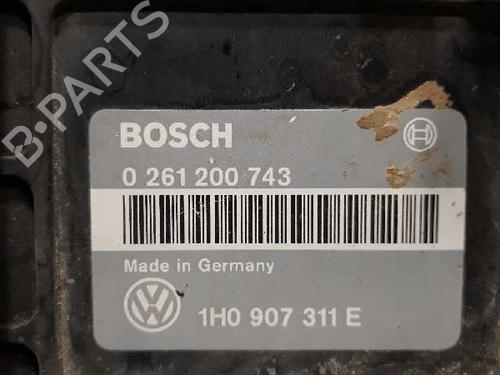 B-PARTS
BOSCH
0 261 200 743
Made in Germany
1H0 907 311 E